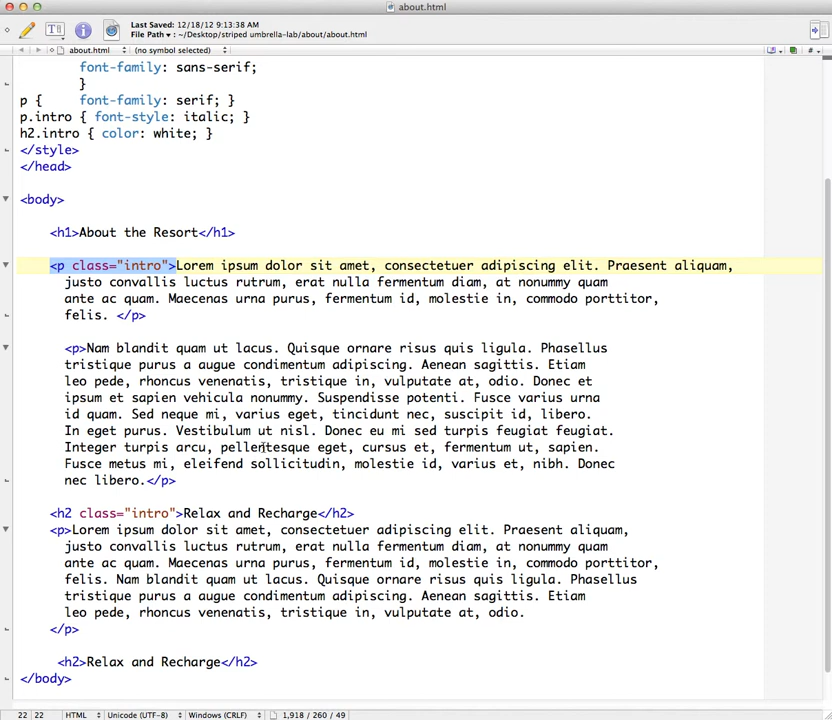 about.html
Last Saved: 12/18/12 9:13:38 AM
File Path ▾ : ~/Desktop/striped umbrella-lab/about/about.html
about.html (no symbol selected)
font-family: sans-serif;
}
p { font-family: serif; }
p.intro { font-style: italic; }
h2.intro { color: white; }
</style>
</head>
<body>
<h1>About the Resort</h1>
<p class="intro">Lorem ipsum dolor sit amet, consectetuer adipiscing elit. Praesent aliquam,
justo convallis luctus rutrum, erat nulla fermentum diam, at nonummy quam
ante ac quam. Maecenas urna purus, fermentum id, molestie in, commodo porttitor,
felis. </p>
<p>Nam blandit quam ut lacus. Quisque ornare risus quis ligula. Phasellus
tristique purus a augue condimentum adipiscing. Aenean sagittis. Etiam
leo pede, rhoncus venenatis, tristique in, vulputate at, odio. Donec et
ipsum et sapien vehicula nonummy. Suspendisse potenti. Fusce varius urna
id quam. Sed neque mi, varius eget, tincidunt nec, suscipit id, libero.
In eget purus. Vestibulum ut nisl. Donec eu mi sed turpis feugiat feugiat.
Integer turpis arcu, pellentesque eget, cursus et, fermentum ut, sapien.
Fusce metus mi, eleifend sollicitudin, molestie id, varius et, nibh. Donec
nec libero.</p>
<h2 class="intro">Relax and Recharge</h2>
<p>Lorem ipsum dolor sit amet, consectetuer adipiscing elit. Praesent aliquam,
justo convallis luctus rutrum, erat nulla fermentum diam, at nonummy quam
ante ac quam. Maecenas urna purus, fermentum id, molestie in, commodo porttitor,
felis. Nam blandit quam ut lacus. Quisque ornare risus quis ligula. Phasellus
tristique purus a augue condimentum adipiscing. Aenean sagittis. Etiam
leo pede, rhoncus venenatis, tristique in, vulputate at, odio.
</p>
<h2>Relax and Recharge</h2>
</body>
22 22 HTML Unicode (UTF-8) Windows (CRLF) 1,918 / 260 / 49